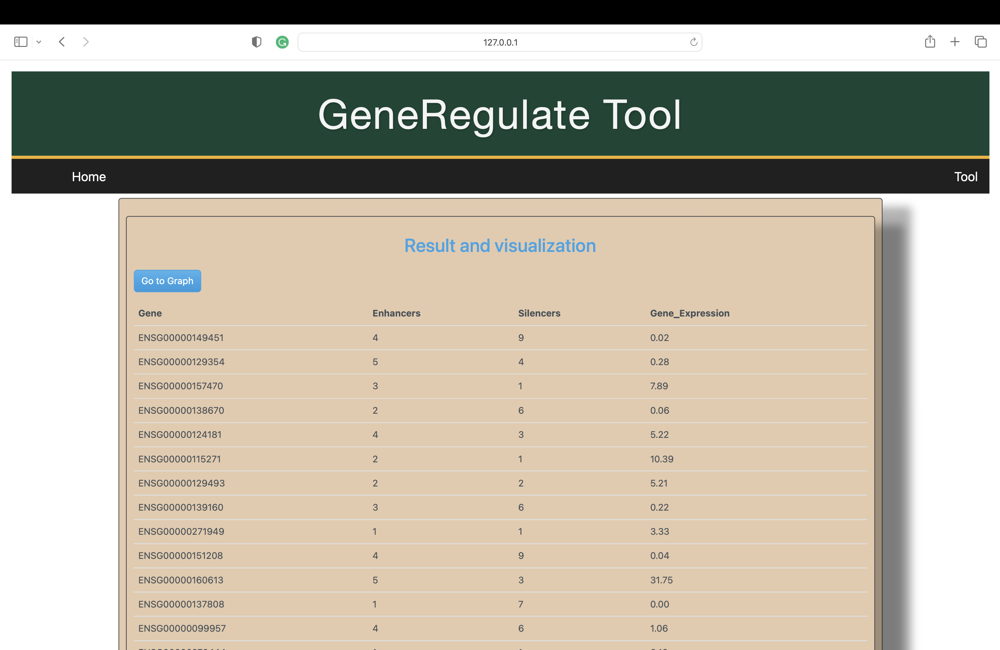 127.0.0.1
GeneRegulate Tool
Home Tool
Result and visualization
Go to Graph
Gene Enhancers Silencers Gene_Expression
ENSG00000149451 4 9 0.02
ENSG00000129354 5 4 0.28
ENSG00000157470 3 1 7.89
ENSG00000138670 2 6 0.06
ENSG00000124181 4 3 5.22
ENSG00000115271 2 1 10.39
ENSG00000129493 2 2 5.21
ENSG00000139160 3 6 0.22
ENSG00000271949 1 1 3.33
ENSG00000151208 4 9 0.04
ENSG00000160613 5 3 31.75
ENSG00000137808 1 7 0.00
ENSG00000099957 4 6 1.06